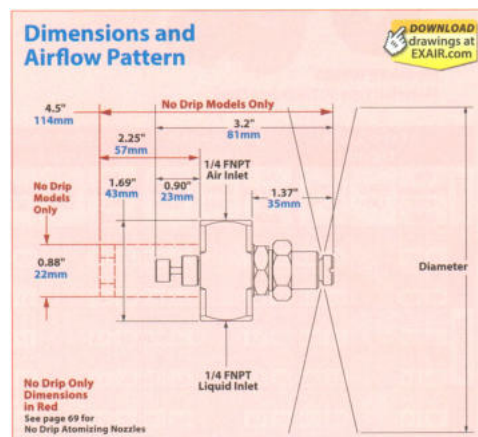 Dimensions and
Airflow Pattern
DOWNLOAD
drawings at
EXAIR.com
No Drip Models Only
4.5"
114mm
3.2"
81mm
2.25"
57mm
1/4 FNPT
Air Inlet
1.69"
43mm
0.90"
23mm
1.37"
35mm
No Drip
Models
Only
0.88"
22mm
Diameter
1/4 FNPT
Liquid Inlet
No Drip Only
Dimensions
in Red
See page 69 for
No Drip Atomizing Nozzles